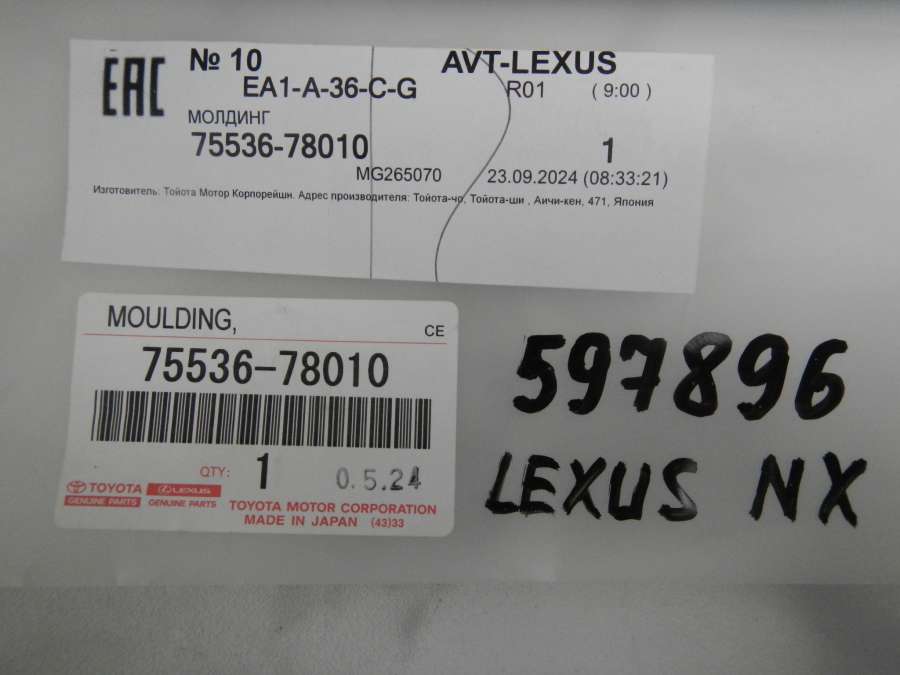 EAC
№ 10
AVT-LEXUS
EA1-A-36-C-G
R01 ( 9:00 )
МОЛДИНГ
75536-78010
1
MG265070
23.09.2024 (08:33:21)
Изготовитель: Тойота Мотор Корпорейшн. Адрес производителя: Тойота-чо, Тойота-ши , Аичи-кен, 471, Япония
MOULDING,
CE
75536-78010
QTY: 1
0.5.24
TOYOTA
GENUINE PARTS
LEXUS
GENUINE PARTS
TOYOTA MOTOR CORPORATION
MADE IN JAPAN (43)33
597896
LEXUS NX